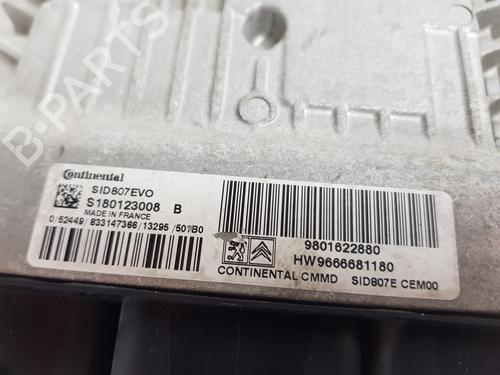 B-PARTS
Continental
SID807EVO
S180123008 B
MADE IN FRANCE
0/52449/833147366/13295/501B0
9801622880
HW9666681180
CONTINENTAL CMMD SID807E CEM00